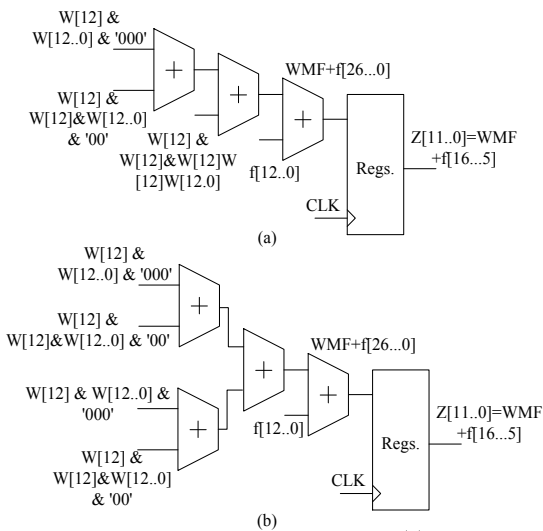 W[12] &
W[12..0] & '000'
W[12] &
W[12]&W[12..0]
& '00'
+
+
W[12] &
W[12]&W[12]W
[12]W[12.0]
WMF+f[26...0]
+
f[12..0]
Regs.
CLK
Z[11..0]=WMF
+f[16...5]
(a)
W[12] &
W[12..0] & '000'
W[12] &
W[12]&W[12..0] & '00'
+
W[12] & W[12..0] &
'000'
W[12] &
W[12]&W[12..0]
& '00'
+
+
WMF+f[26...0]
+
f[12..0]
Regs.
CLK
Z[11..0]=WMF
+f[16...5]
(b)